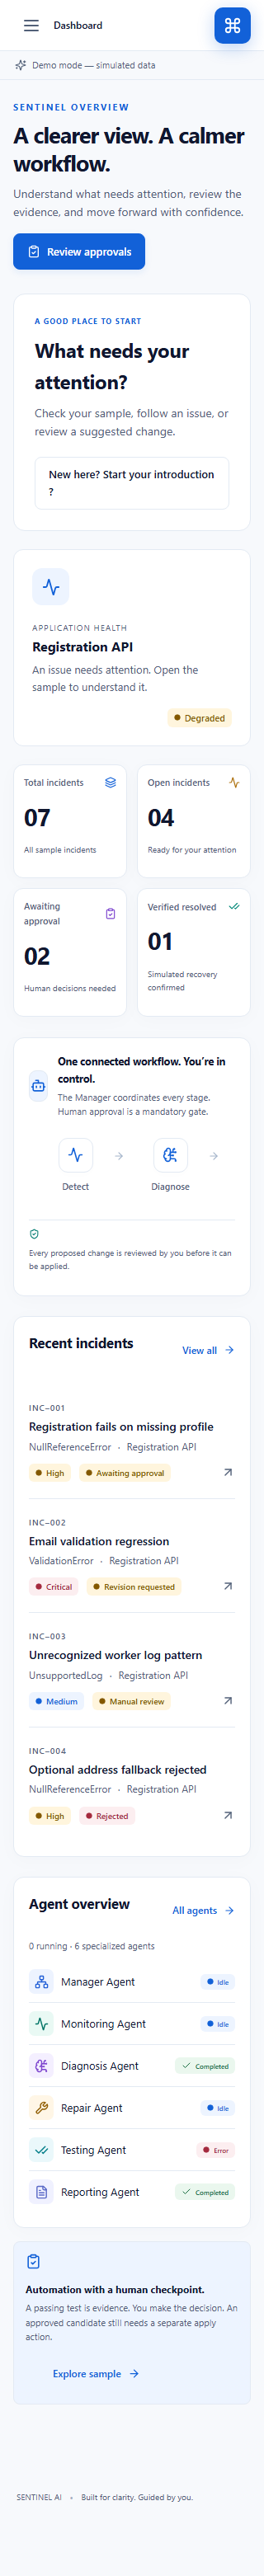 Dashboard
Demo mode — simulated data
SENTINEL OVERVIEW
A clearer view. A calmer
workflow.
Understand what needs attention, review the
evidence, and move forward with confidence.
Review approvals
A GOOD PLACE TO START
What needs your
attention?
Check your sample, follow an issue, or
review a suggested change.
New here? Start your introduction
?
APPLICATION HEALTH
Registration API
An issue needs attention. Open the
sample to understand it.
Degraded
Total incidents
07
All sample incidents
Open incidents
04
Ready for your attention
Awaiting
approval
02
Human decisions needed
Verified resolved
01
Simulated recovery
confirmed
One connected workflow. You're in
control.
The Manager coordinates every stage.
Human approval is a mandatory gate.
Detect
Diagnose
Every proposed change is reviewed by you before it can
be applied.
Recent incidents
View all
INC-001
Registration fails on missing profile
NullReferenceError · Registration API
High
Awaiting approval
INC-002
Email validation regression
ValidationError · Registration API
Critical
Revision requested
INC-003
Unrecognized worker log pattern
UnsupportedLog · Registration API
Medium
Manual review
INC-004
Optional address fallback rejected
NullReferenceError · Registration API
High
Rejected
Agent overview
All agents
0 running · 6 specialized agents
Manager Agent
Idle
Monitoring Agent
Idle
Diagnosis Agent
Completed
Repair Agent
Idle
Testing Agent
Error
Reporting Agent
Completed
Automation with a human checkpoint.
A passing test is evidence. You make the decision. An
approved candidate still needs a separate apply
action.
Explore sample
SENTINEL AI • Built for clarity. Guided by you.